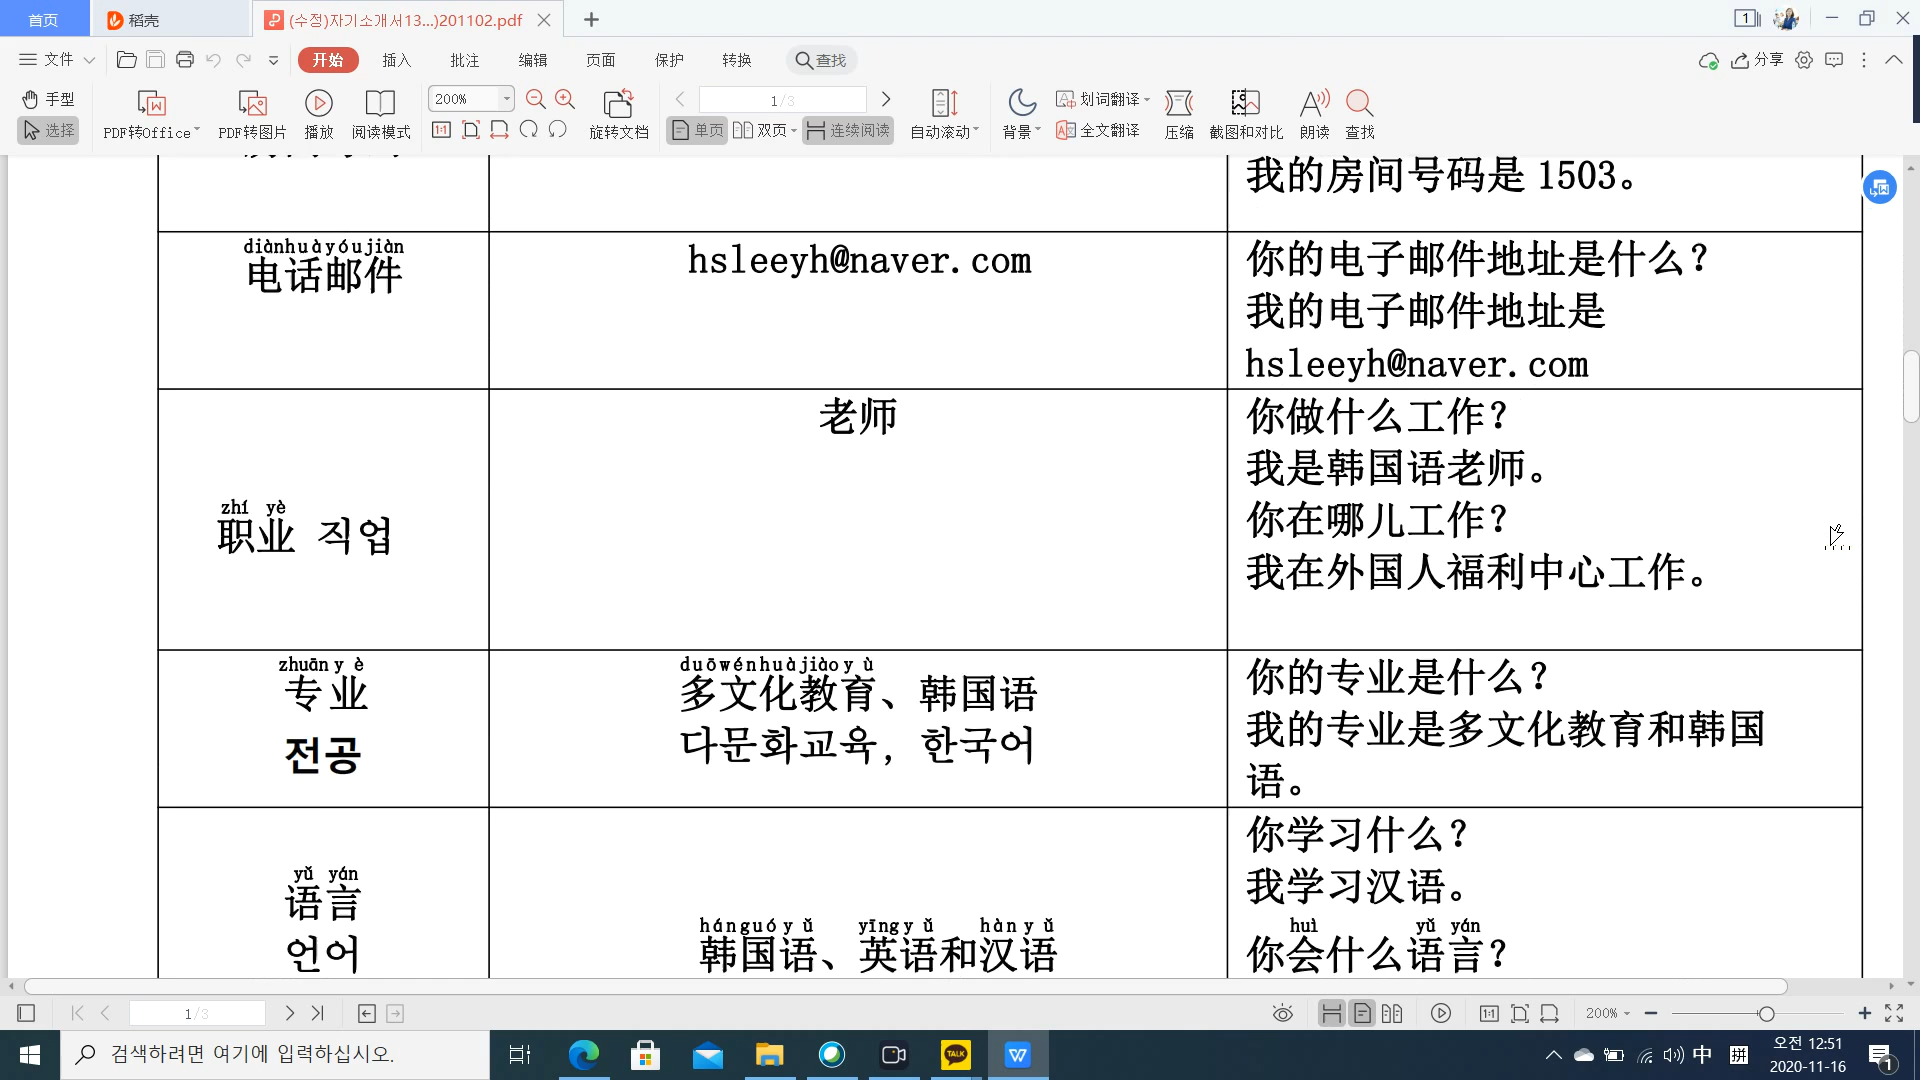 首页
稻壳
(수정)자기소개서13...)201102.pdf
1
文件
开始
插入
批注
编辑
页面
保护
转换
查找
分享
手型
选择
PDF转Office
PDF转图片
播放
阅读模式
200%
1:1
旋转文档
1/3
单页
双页
连续阅读
自动滚动
背景
划词翻译
全文翻译
压缩
截图和对比
朗读
查找
我的房间号码是 1503。
diànhuàyóujiàn
电话邮件
hsleeyh@naver.com
你的电子邮件地址是什么？
我的电子邮件地址是
hsleeyh@naver.com
zhí yè
职业 직업
老师
你做什么工作？
我是韩国语老师。
你在哪儿工作？
我在外国人福利中心工作。
zhuānyè
专业
전공
duōwénhuàjiàoyù
多文化教育、韩国语
다문화교육, 한국어
你的专业是什么？
我的专业是多文化教育和韩国
语。
yǔ yán
语言
언어
hánguóyǔ yīngyǔ hànyǔ
韩国语、英语和汉语
你学习什么？
我学习汉语。
huì yǔ yán
你会什么语言？
1/3
1:1
200%
검색하려면 여기에 입력하십시오.
TALK
中
拼
오전 12:51
2020-11-16
1